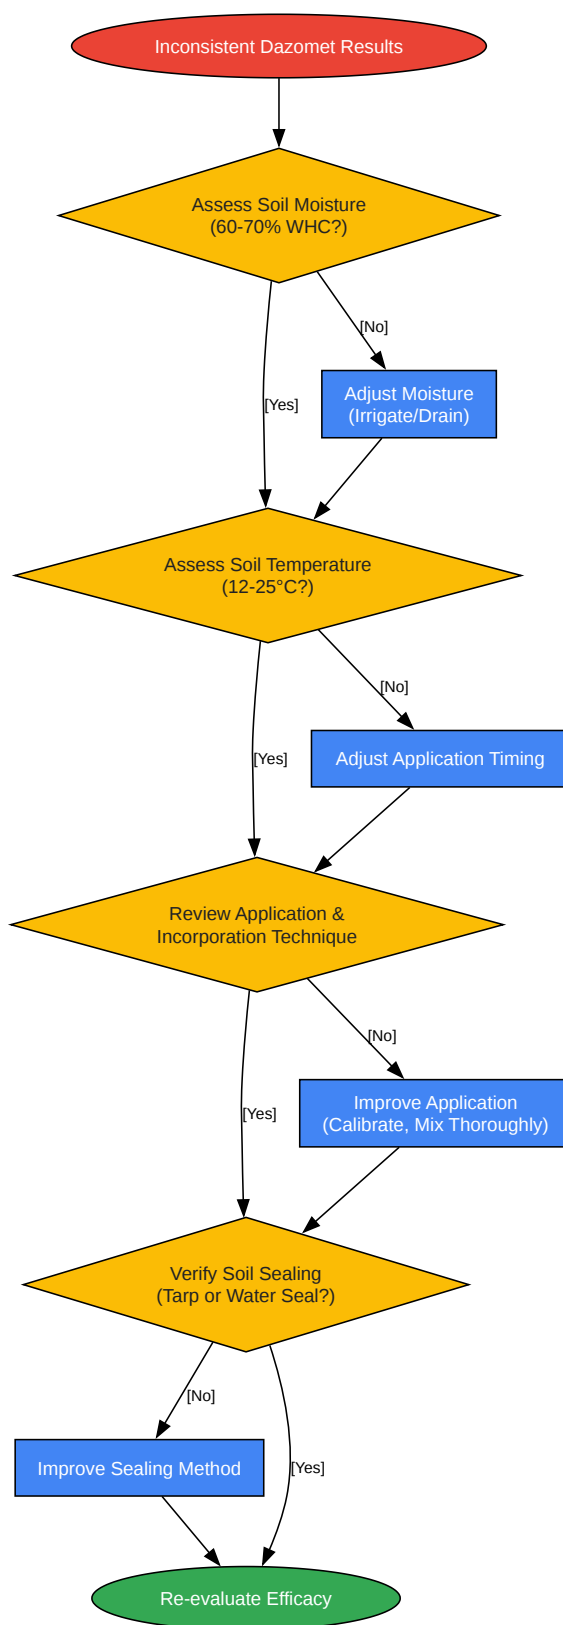 Inconsistent Dazomet Results
Assess Soil Moisture
(60-70% WHC?)
[No]
Adjust Moisture
(Irrigate/Drain)
[Yes]
Assess Soil Temperature
(12-25°C?)
[No]
Adjust Application Timing
[Yes]
Review Application &
Incorporation Technique
[No]
Improve Application
(Calibrate, Mix Thoroughly)
[Yes]
Verify Soil Sealing
(Tarp or Water Seal?)
[No]
Improve Sealing Method
[Yes]
Re-evaluate Efficacy